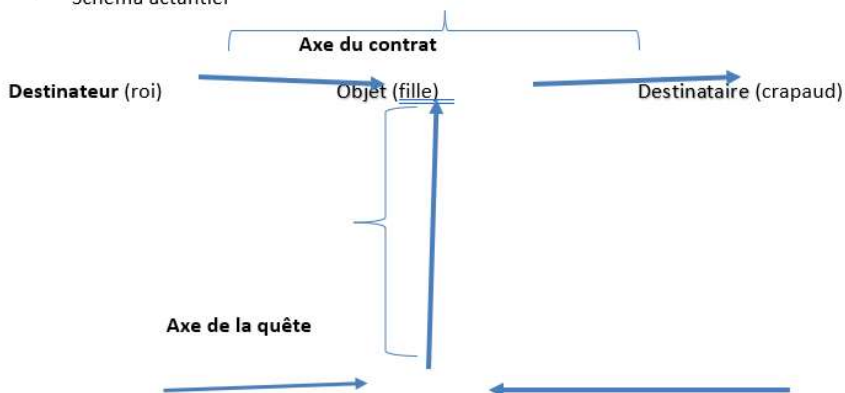 Schéma actantiel
Axe du contrat
Destinateur (roi) Objet (fille) Destinataire (crapaud)
Axe de la quête